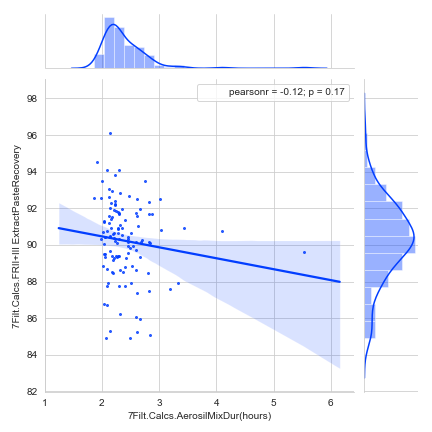 pearsonr = -0.12; p = 0.17
98
96
94
92
90
88
86
84
82
7Filt.Calcs.FRII+III ExtractPasteRecovery
1 2 3 4 5 6
7Filt.Calcs.AerosilMixDur(hours)